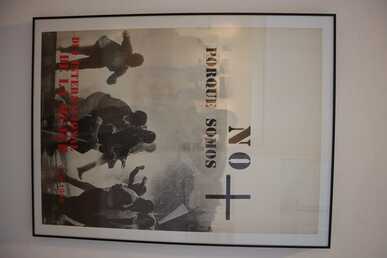 NO +
PORQUE SOMOS
DIA INTERNACIONAL
DE LA MUJER